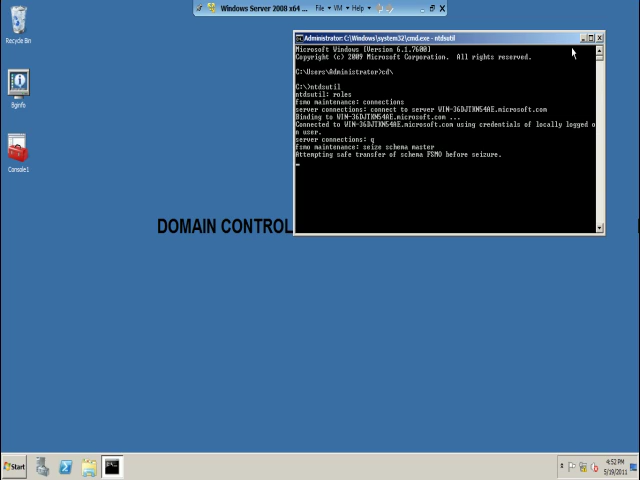 Windows Server 2008 x64 ...
File
VM
Help
Recycle Bin
Administrator: C:\Windows\system32\cmd.exe - ntdsutil
Microsoft Windows [Version 6.1.7600]
Copyright (c) 2009 Microsoft Corporation.  All rights reserved.
C:\Users\Administrator>cd\
C:\>ntdsutil
ntdsutil: roles
fsmo maintenance: connections
server connections: connect to server WIN-36DJTXN54AE.microsoft.com
Binding to WIN-36DJTXN54AE.microsoft.com ...
Connected to WIN-36DJTXN54AE.microsoft.com using credentials of locally logged o
n user.
server connections: q
fsmo maintenance: seize schema master
Attempting safe transfer of schema FSMO before seizure.
Bginfo
Console1
DOMAIN CONTROL
Start
4:52 PM
5/19/2011